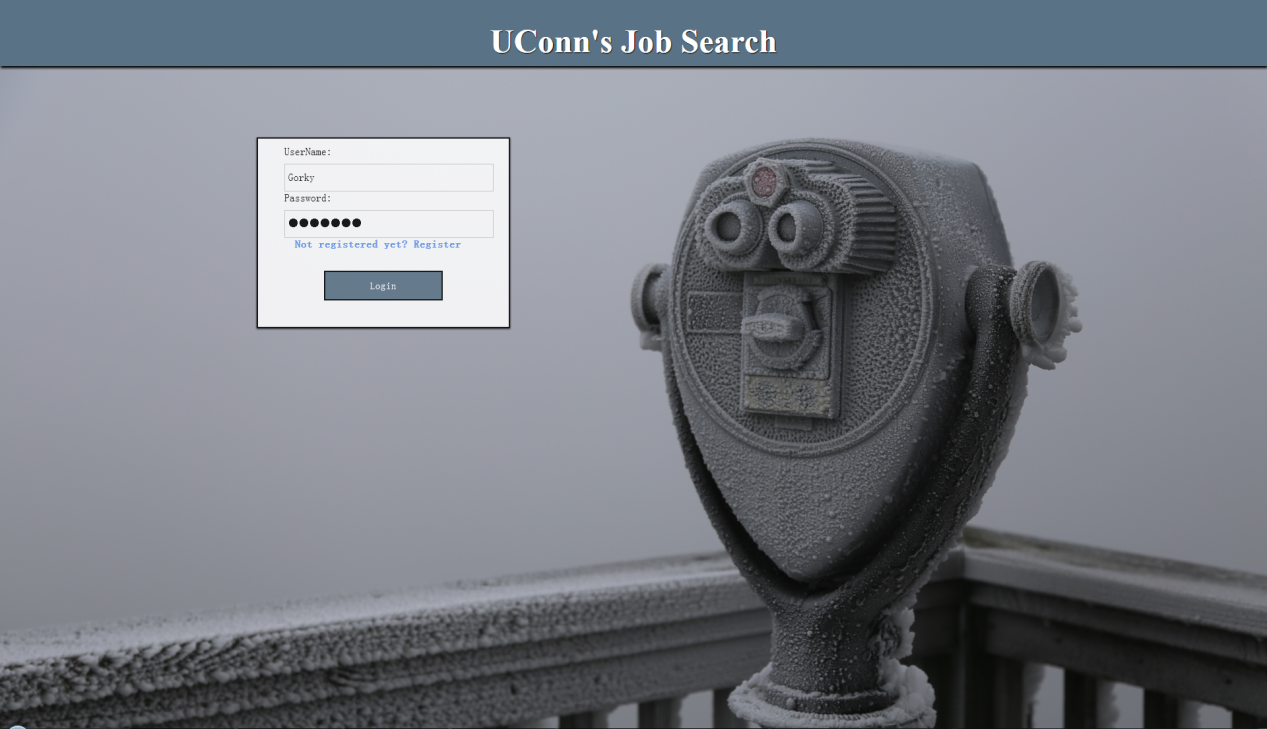 UConn's Job Search
UserName:
Gorky
Password:
●●●●●●●
Not registered yet? Register
Login